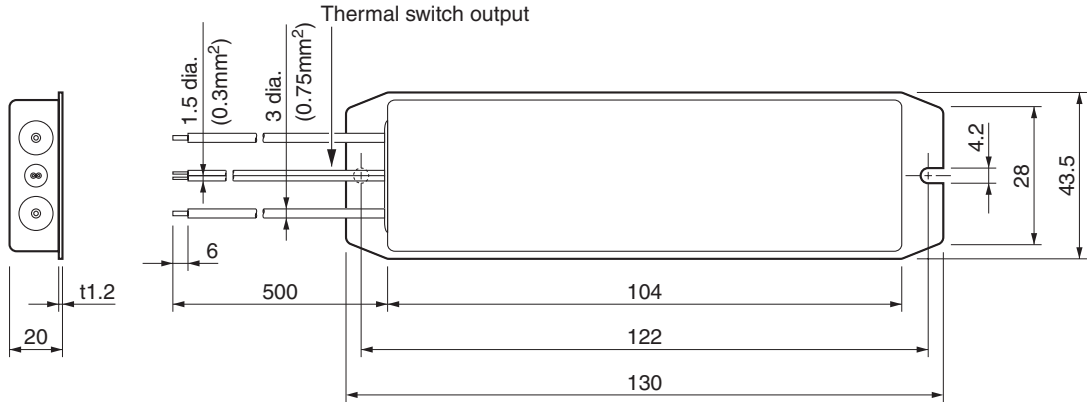 Thermal switch output
1.5 dia.
(0.3mm²)
3 dia.
(0.75mm²)
4.2
28
43.5
6
t1.2
500
104
20
122
130